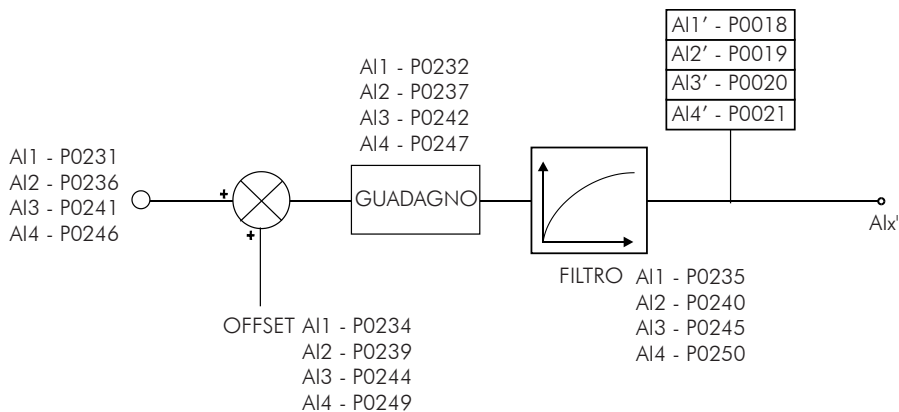 AI1' - P0018
AI2' - P0019
AI3' - P0020
AI4' - P0021
AI1 - P0232
AI2 - P0237
AI3 - P0242
AI4 - P0247
AI1 - P0231
AI2 - P0236
AI3 - P0241
AI4 - P0246
+
+
GUADAGNO
AIx'
FILTRO AI1 - P0235
AI2 - P0240
AI3 - P0245
AI4 - P0250
OFFSET AI1 - P0234
AI2 - P0239
AI3 - P0244
AI4 - P0249